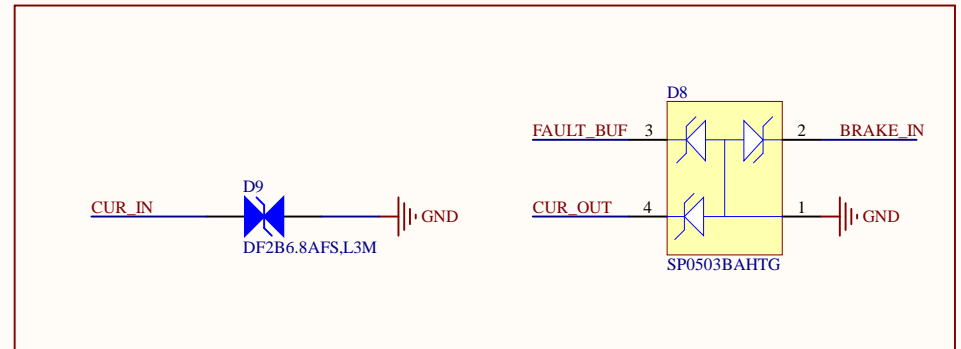 D8
FAULT_BUF 3 2 BRAKE_IN
D9
CUR_IN GND CUR_OUT 4 1 GND
DF2B6.8AFS,L3M
SP0503BAHTG